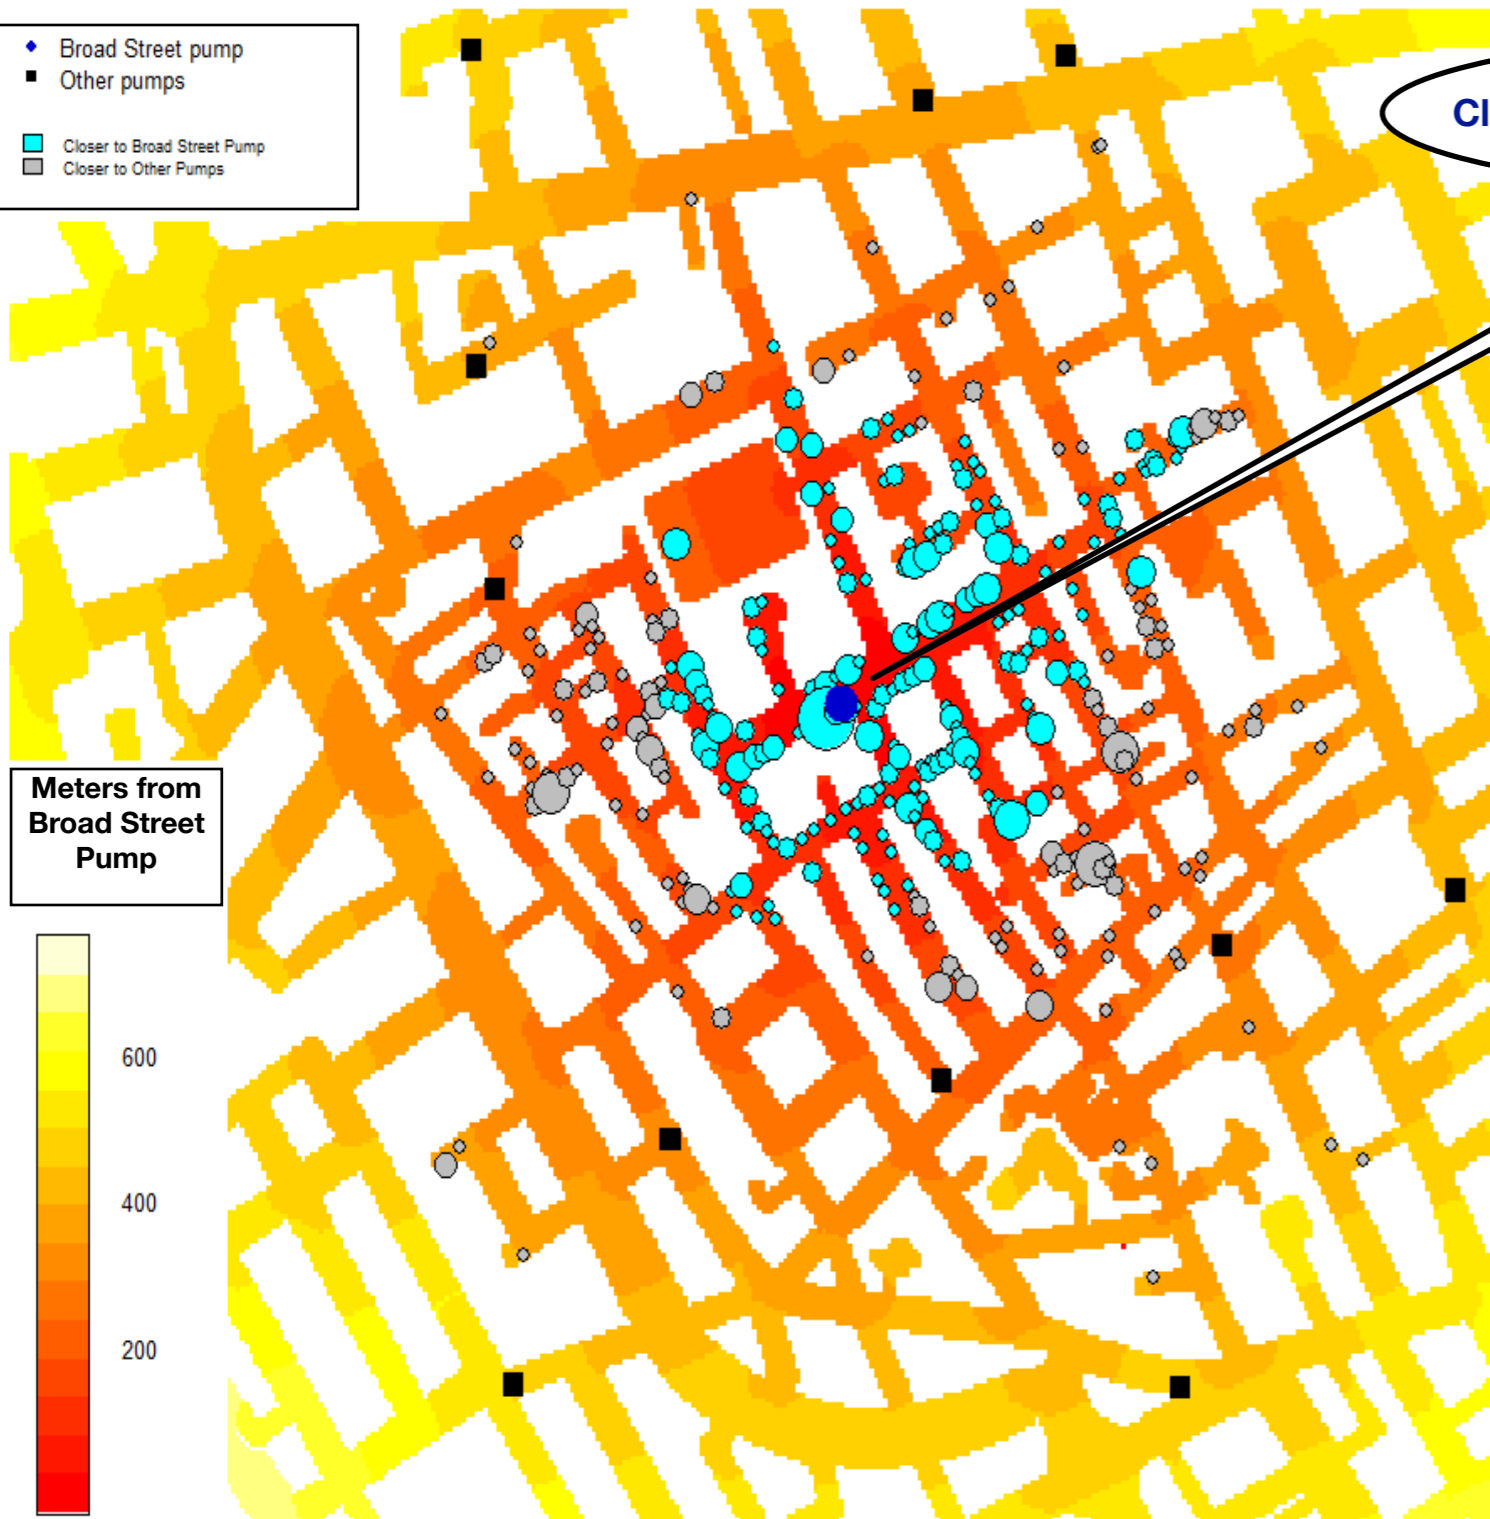 Broad Street pump
Other pumps
Closer to Broad Street Pump
Closer to Other Pumps
Meters from
Broad Street
Pump
600
400
200